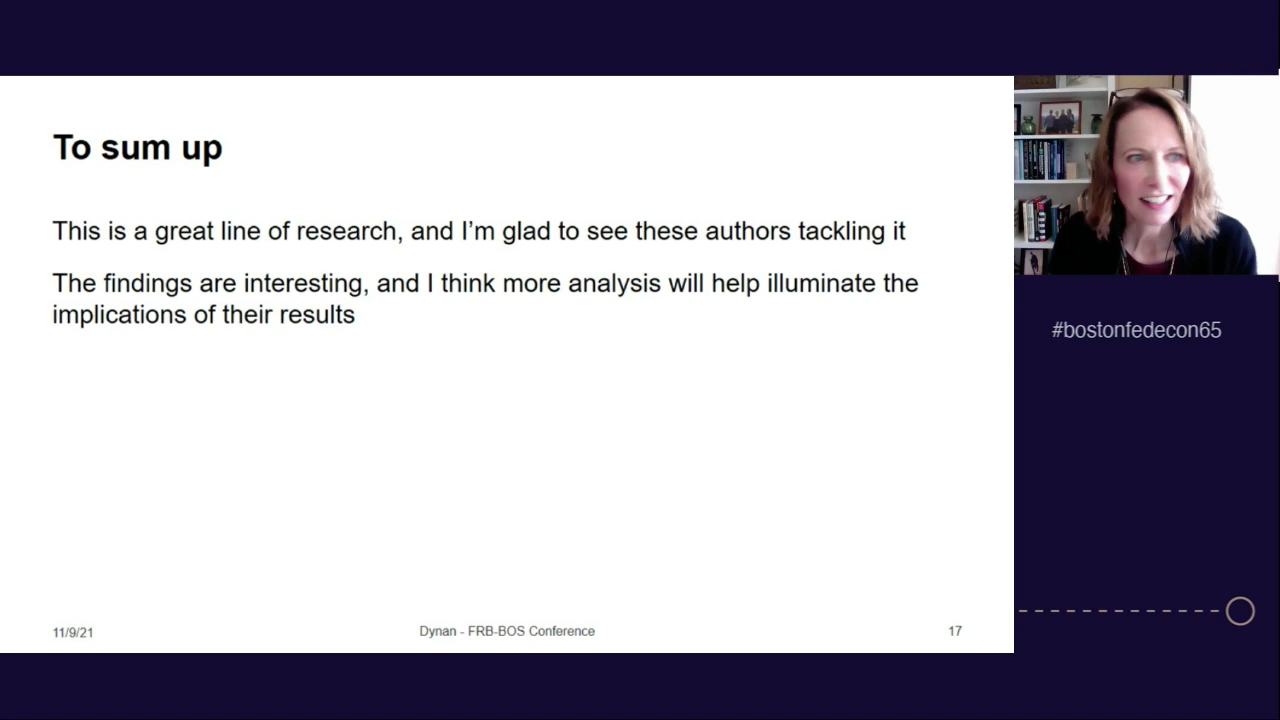 To sum up
This is a great line of research, and I'm glad to see these authors tackling it
The findings are interesting, and I think more analysis will help illuminate the
implications of their results
11/9/21
Dynan - FRB-BOS Conference
17
#bostonfedecon65